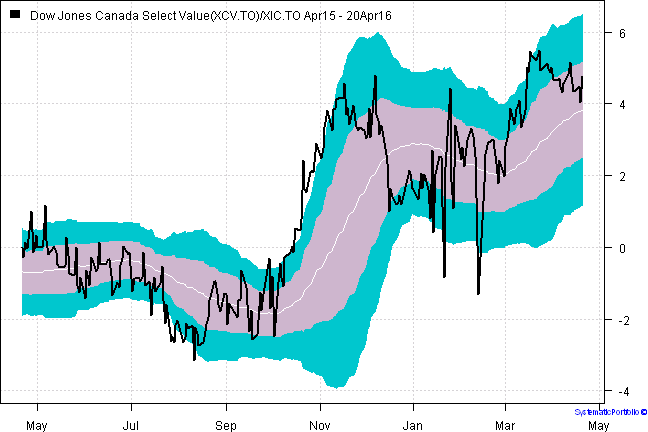 Dow Jones Canada Select Value(XCV.TO)/XIC.TO Apr15 - 20Apr16
6
4
2
0
-2
-4
SystematicPortfolio ©
May Jul Sep Nov Jan Mar May